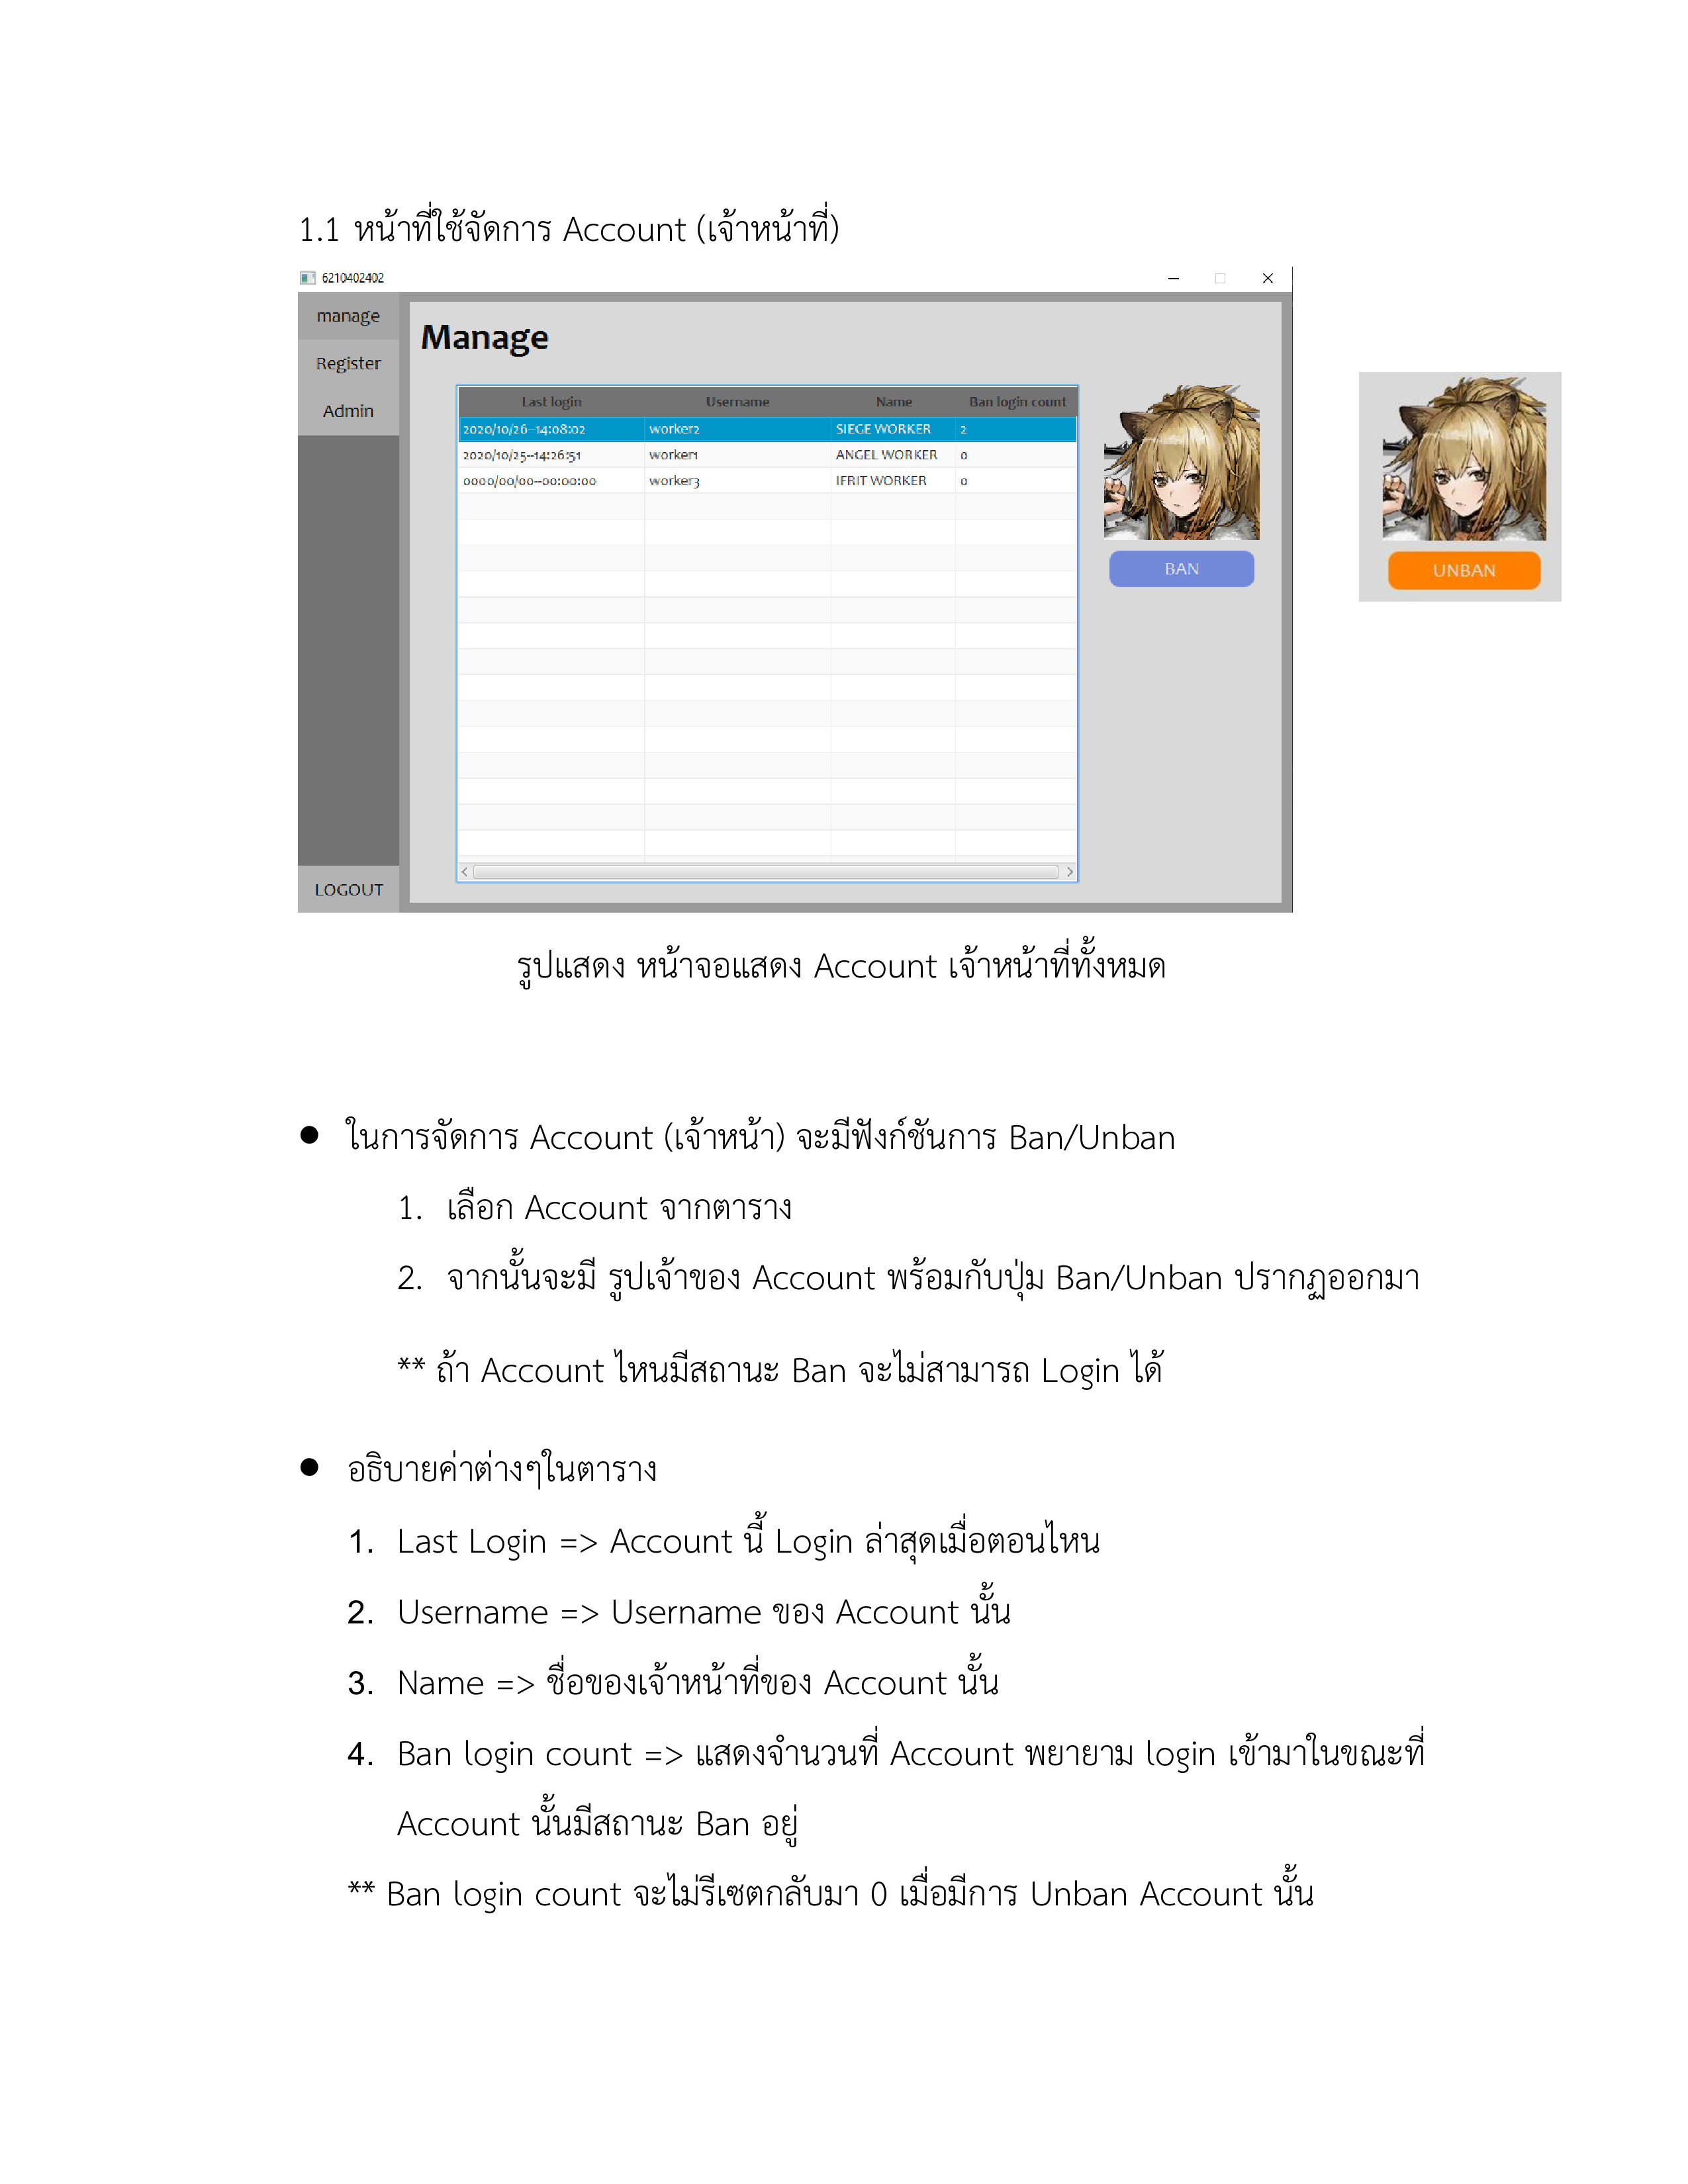 1.1 หน้าที่ใช้จัดการ Account (เจ้าหน้าที่)
6210402402
manage
Register
Admin
LOGOUT
Manage
Last login Username Name Ban login count
2020/10/26--14:08:02 worker2 SIEGE WORKER 2
2020/10/25--14:26:51 worker1 ANGEL WORKER 0
0000/00/00--00:00:00 worker3 IFRIT WORKER 0
BAN
UNBAN
รูปแสดง หน้าจอแสดง Account เจ้าหน้าที่ทั้งหมด
● ในการจัดการ Account (เจ้าหน้า) จะมีฟังก์ชันการ Ban/Unban
1. เลือก Account จากตาราง
2. จากนั้นจะมี รูปเจ้าของ Account พร้อมกับปุ่ม Ban/Unban ปรากฏออกมา
** ถ้า Account ไหนมีสถานะ Ban จะไม่สามารถ Login ได้
● อธิบายค่าต่างๆในตาราง
1. Last Login => Account นี้ Login ล่าสุดเมื่อตอนไหน
2. Username => Username ของ Account นั้น
3. Name => ชื่อของเจ้าหน้าที่ของ Account นั้น
4. Ban login count => แสดงจำนวนที่ Account พยายาม login เข้ามาในขณะที่
Account นั้นมีสถานะ Ban อยู่
** Ban login count จะไม่รีเซตกลับมา 0 เมื่อมีการ Unban Account นั้น